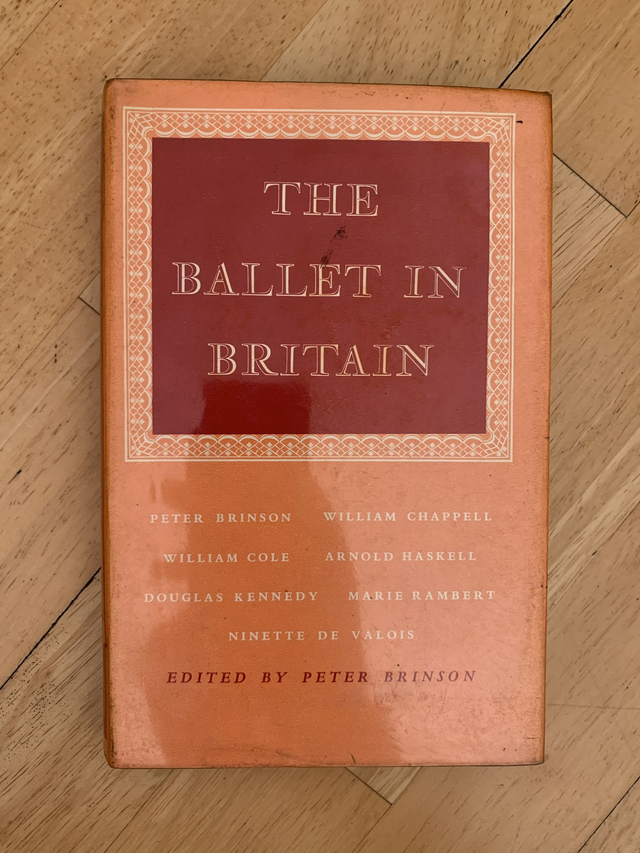 THE
BALLET IN
BRITAIN
PETER BRINSON WILLIAM CHAPPELL
WILLIAM COLE ARNOLD HASKELL
DOUGLAS KENNEDY MARIE RAMBERT
NINETTE DE VALOIS
EDITED BY PETER BRINSON